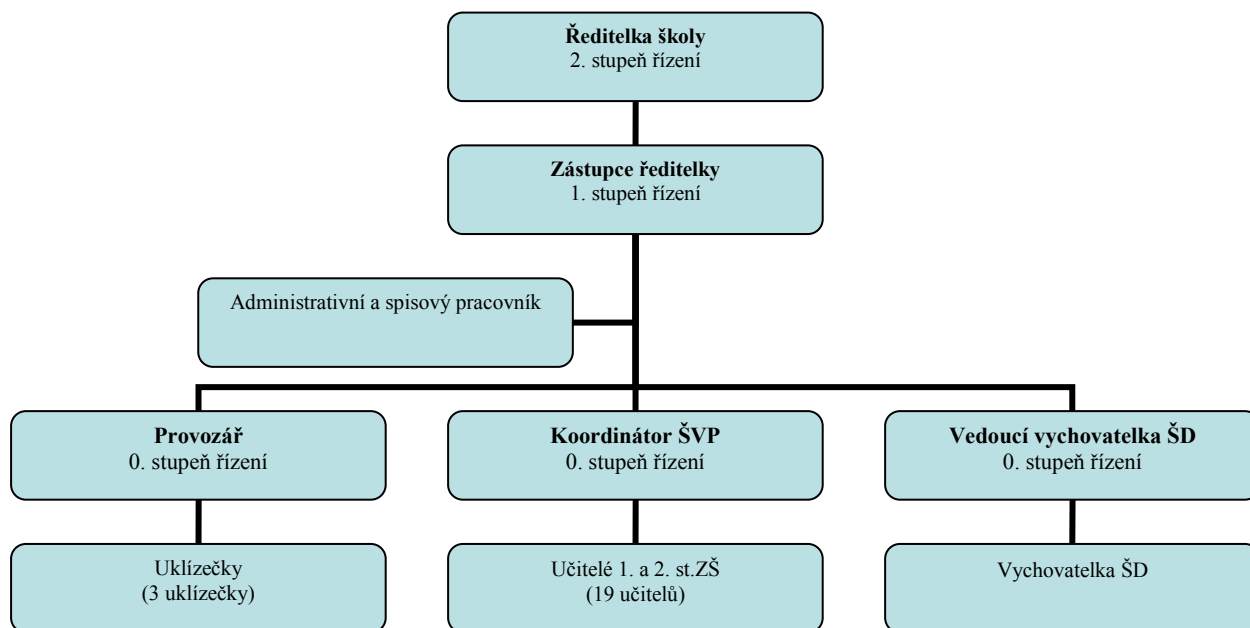 Ředitelka školy
2. stupeň řízení
Zástupce ředitelky
1. stupeň řízení
Administrativní a spisový pracovník
Provozář
0. stupeň řízení
Koordinátor ŠVP
0. stupeň řízení
Vedoucí vychovatelka ŠD
0. stupeň řízení
Uklízečky
(3 uklízečky)
Učitelé 1. a 2. st.ZŠ
(19 učitelů)
Vychovatelka ŠD